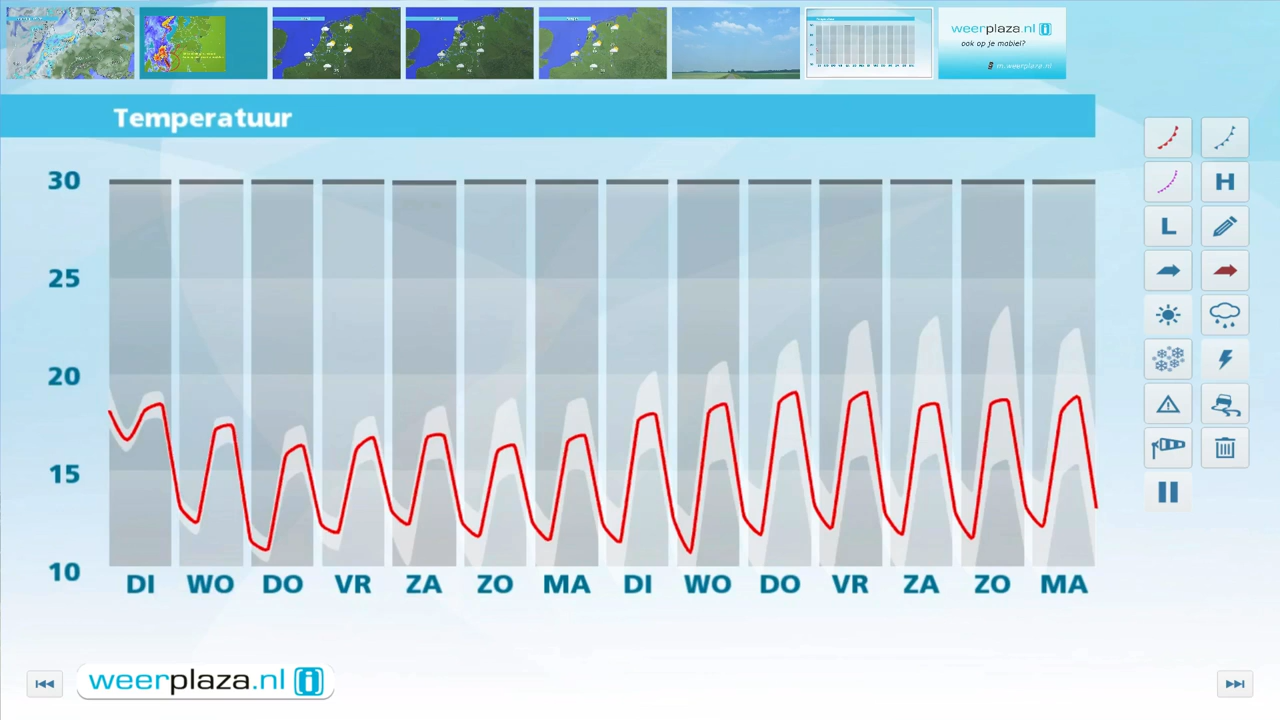 weerplaza.nl i
ook op je mobiel?
m.weerplaza.nl
Temperatuur
30
25
20
15
10
DI WO DO VR ZA ZO MA DI WO DO VR ZA ZO MA
H
L
weerplaza.nl i